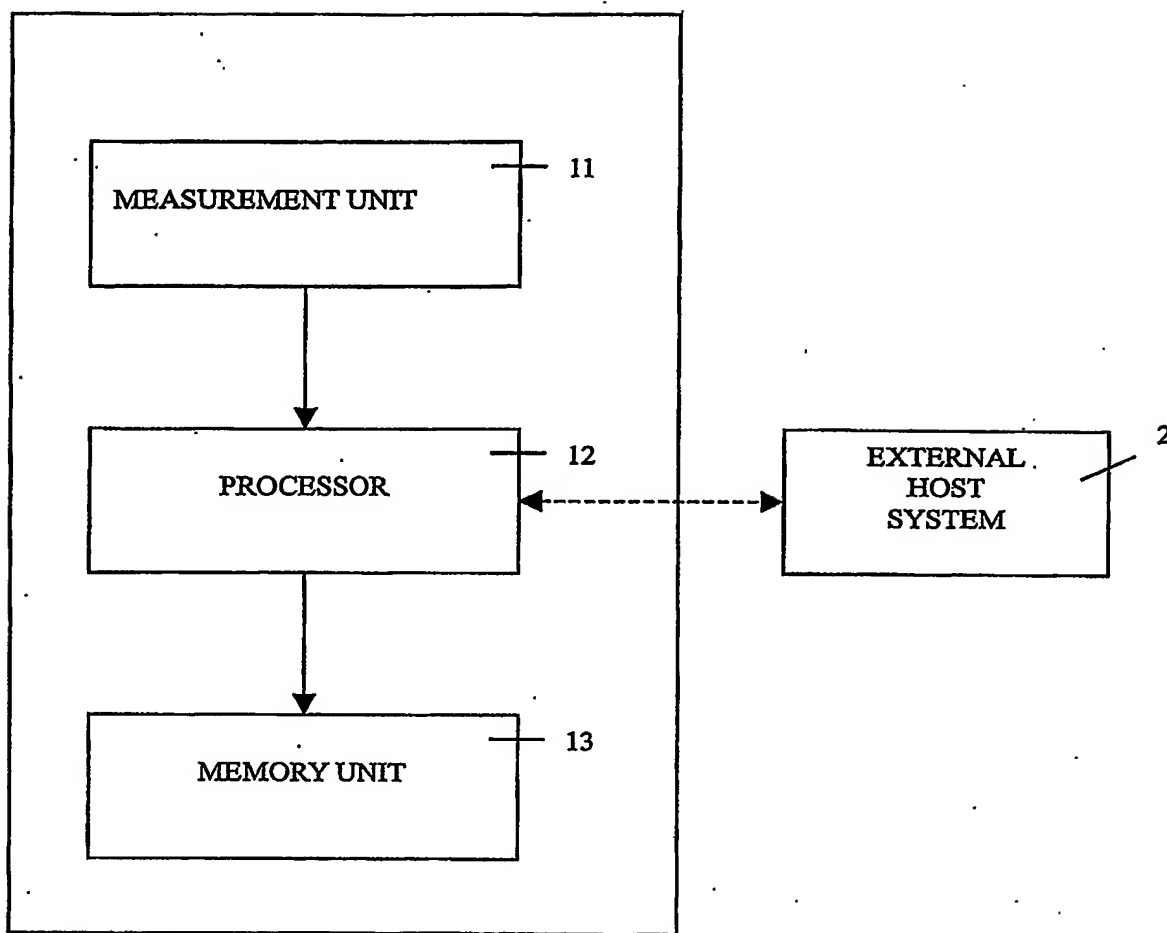 11
MEASUREMENT UNIT
12
PROCESSOR
2
EXTERNAL
HOST
SYSTEM
13
MEMORY UNIT